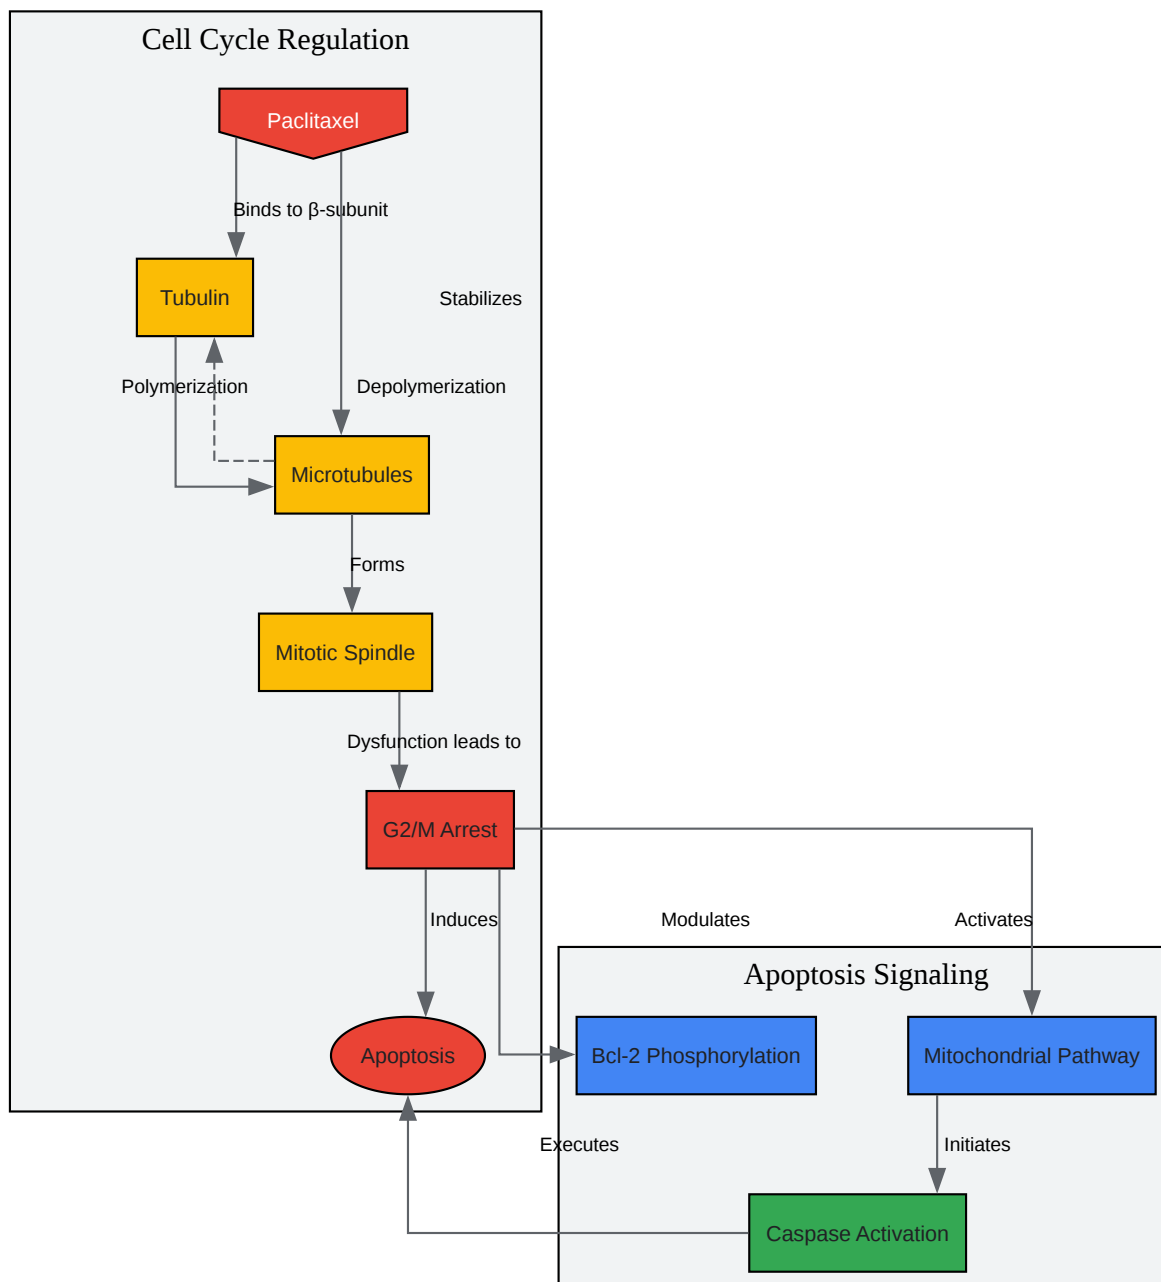 Cell Cycle Regulation
Paclitaxel
Binds to β-subunit
Tubulin
Stabilizes
Polymerization
Depolymerization
Microtubules
Forms
Mitotic Spindle
Dysfunction leads to
G2/M Arrest
Induces
Modulates
Activates
Apoptosis Signaling
Apoptosis
Bcl-2 Phosphorylation
Mitochondrial Pathway
Executes
Initiates
Caspase Activation